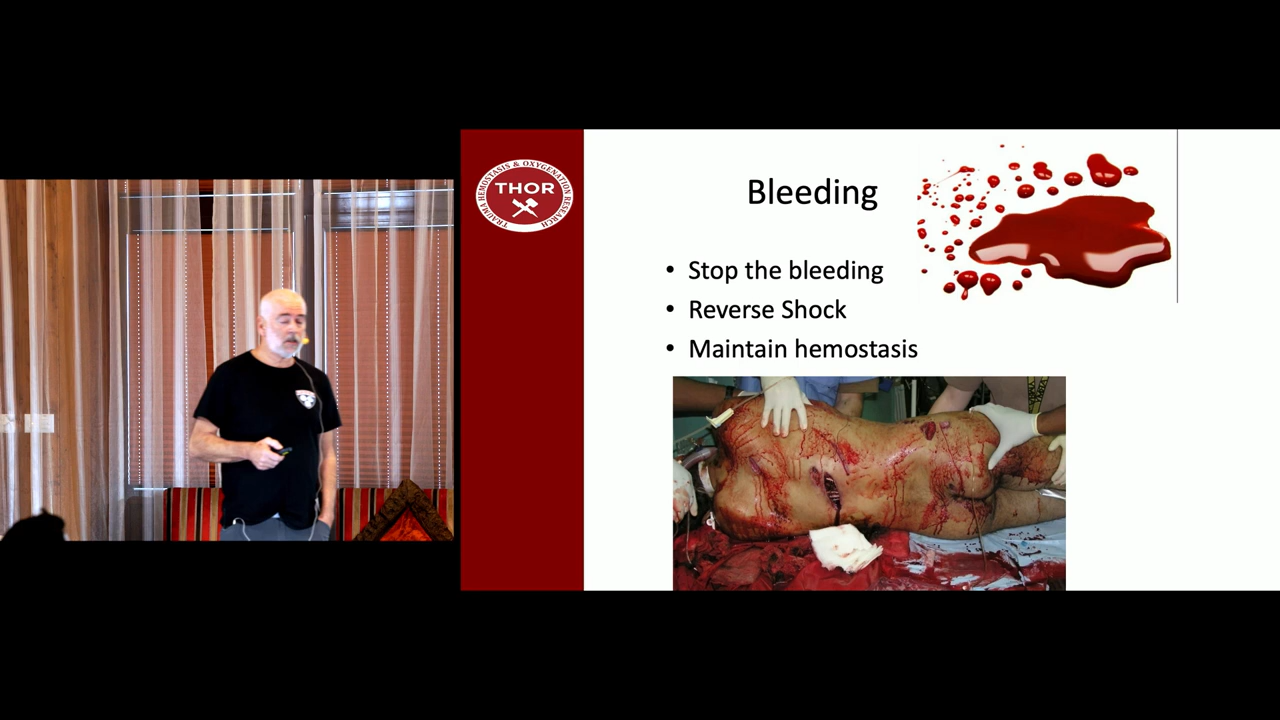 TRAUMA HEMOSTASIS & OXYGENATION RESEARCH
THOR
Bleeding
• Stop the bleeding
• Reverse Shock
• Maintain hemostasis